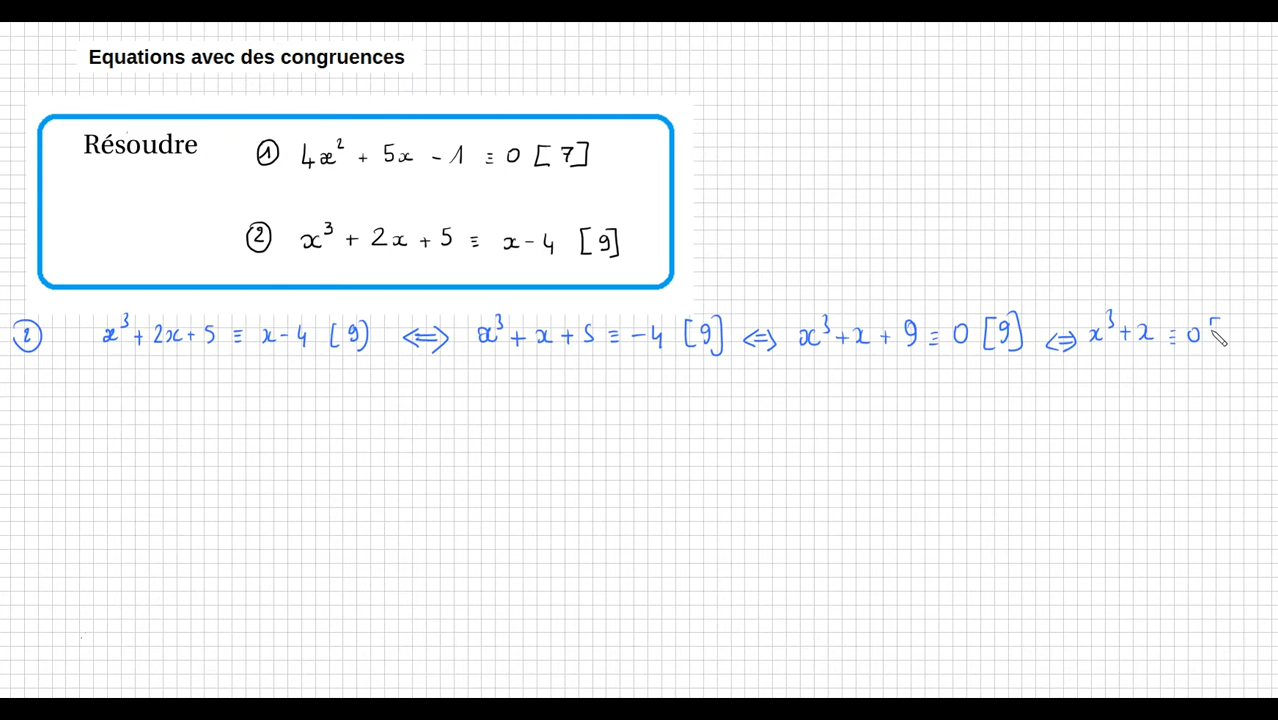 Equations avec des congruences
Résoudre ① 4x² + 5x - 1 ≡ 0 [7]
② x³ + 2x + 5 ≡ x - 4 [9]
② x³ + 2x + 5 ≡ x - 4 [9) ⟺ x³ + x + 5 ≡ -4 [9] ⟺ x³ + x + 9 ≡ 0 [9] ⟺ x³ + x ≡ 0 [